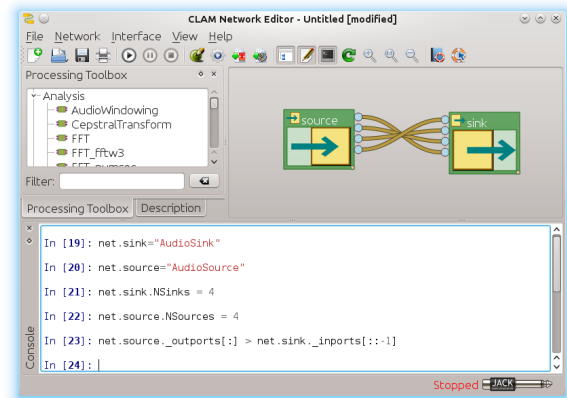 CLAM Network Editor - Untitled [modified]
File Network Interface View Help
Processing Toolbox
Analysis
AudioWindowing
CepstralTransform
FFT
FFT_fftw3
Filter:
Processing Toolbox Description
source
sink
In [19]: net.sink="AudioSink"
In [20]: net.source="AudioSource"
In [21]: net.sink.NSinks = 4
In [22]: net.source.NSources = 4
In [23]: net.source._outports[:] > net.sink._inports[::-1]
In [24]:
Console
Stopped JACK